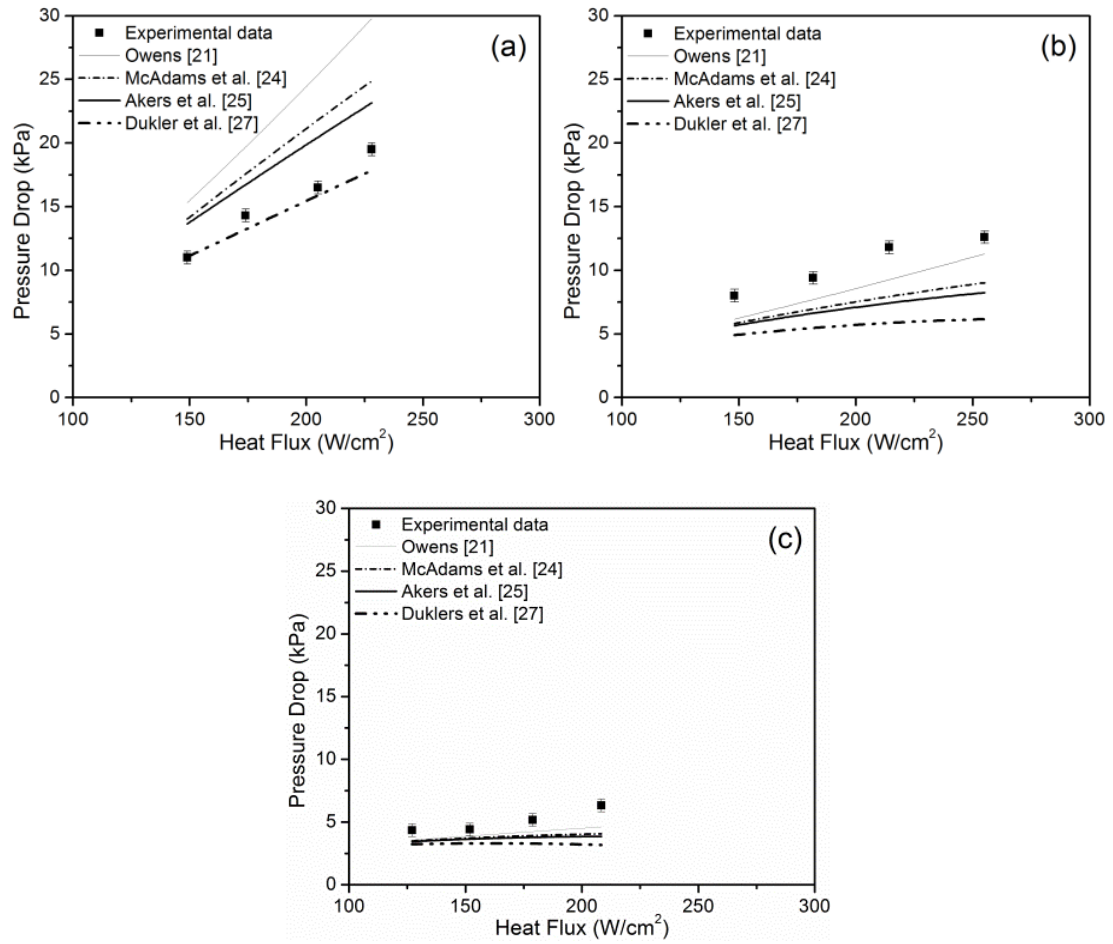 (a)
Experimental data
Owens [21]
McAdams et al. [24]
Akers et al. [25]
Dukler et al. [27]
Pressure Drop (kPa)
30
25
20
15
10
5
0
100
150
200
250
300
Heat Flux (W/cm²)
(b)
Experimental data
Owens [21]
McAdams et al. [24]
Akers et al. [25]
Dukler et al. [27]
Pressure Drop (kPa)
30
25
20
15
10
5
0
100
150
200
250
300
Heat Flux (W/cm²)
(c)
Experimental data
Owens [21]
McAdams et al. [24]
Akers et al. [25]
Duklers et al. [27]
Pressure Drop (kPa)
30
25
20
15
10
5
0
100
150
200
250
300
Heat Flux (W/cm²)